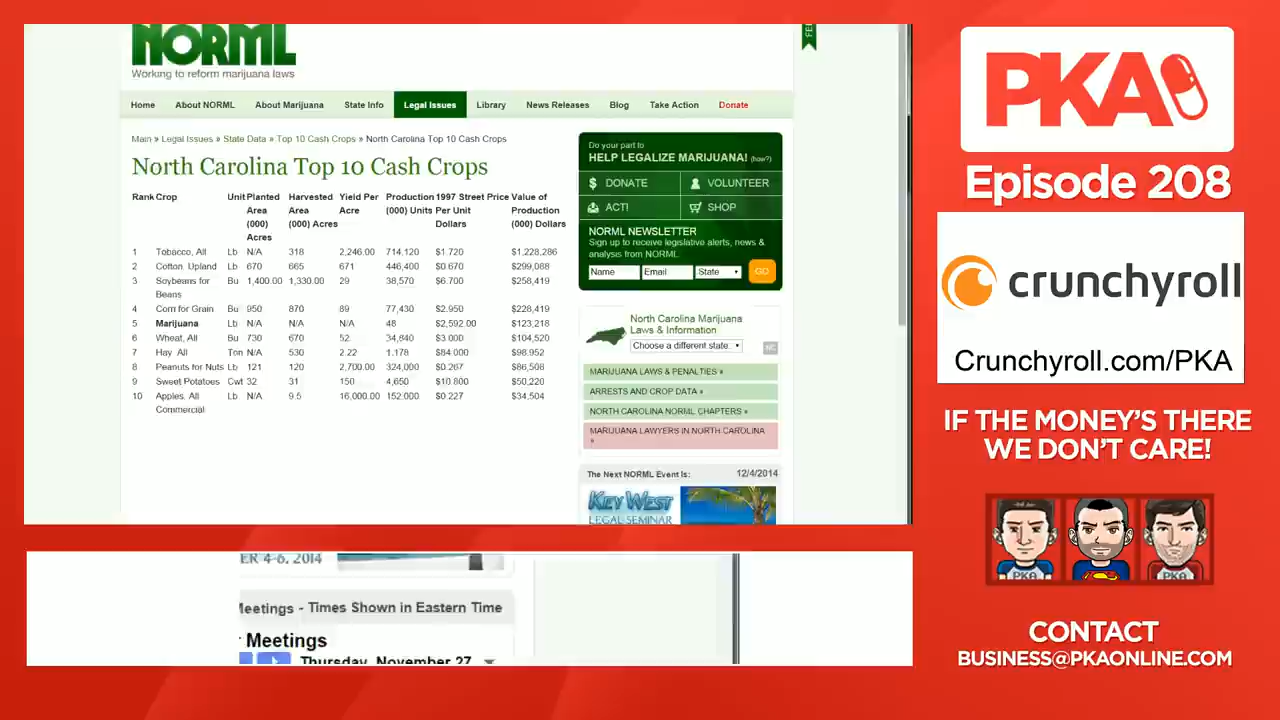 NORML
Working to reform marijuana laws
Home About NORML About Marijuana State Info Legal Issues Library News Releases Blog Take Action Donate
Main » Legal Issues » State Data » Top 10 Cash Crops » North Carolina Top 10 Cash Crops
North Carolina Top 10 Cash Crops
Rank Crop Unit Planted Area (000) Acres Harvested Area (000) Acres Yield Per Acre Production (000) Units 1997 Street Price Per Unit Dollars Value of Production (000) Dollars
1 Tobacco, All Lb N/A 318 2,246.00 714,120 $1.720 $1,228,286
2 Cotton, Upland Lb 670 665 671 446,400 $0.670 $299,088
3 Soybeans for Beans Bu 1,400.00 1,330.00 29 38,570 $6.700 $258,419
4 Corn for Grain Bu 950 870 89 77,430 $2.950 $228,419
5 Marijuana Lb N/A N/A N/A 48 $2,592.00 $123,218
6 Wheat, All Bu 730 670 52 34,840 $3.000 $104,520
7 Hay All Ton N/A 530 2.22 1,178 $84.000 $98,952
8 Peanuts for Nuts Lb 121 120 2,700.00 324,000 $0.267 $86,508
9 Sweet Potatoes Cwt 32 31 150 4,650 $10.800 $50,220
10 Apples, All Commercial Lb N/A 9.5 16,000.00 152,000 $0.227 $34,504
Do your part to
HELP LEGALIZE MARIJUANA! (how?)
$ DONATE VOLUNTEER
ACT! SHOP
NORML NEWSLETTER
Sign up to receive legislative alerts, news &
analysis from NORML.
Name Email State GO
North Carolina Marijuana
Laws & Information
Choose a different state.
NC
MARIJUANA LAWS & PENALTIES »
ARRESTS AND CROP DATA »
NORTH CAROLINA NORML CHAPTERS »
MARIJUANA LAWYERS IN NORTH CAROLINA
»
The Next NORML Event Is: 12/4/2014
KEY WEST
LEGAL SEMINAR
ER 4-6, 2014
Meetings - Times Shown in Eastern Time
Meetings
Thursday, November 27
PKA
Episode 208
crunchyroll
Crunchyroll.com/PKA
IF THE MONEY'S THERE
WE DON'T CARE!
PKA PKA
CONTACT
BUSINESS@PKAONLINE.COM